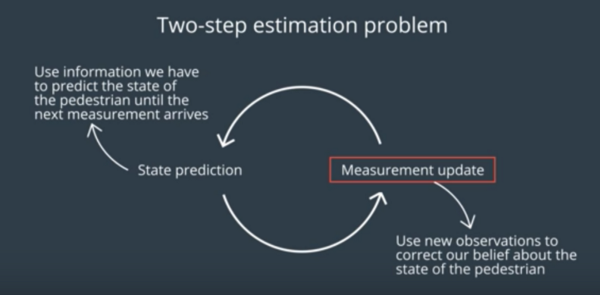 Two-step estimation problem
Use information we have
to predict the state of
the pedestrian until the
next measurement arrives
State prediction
Measurement update
Use new observations to
correct our belief about the
state of the pedestrian